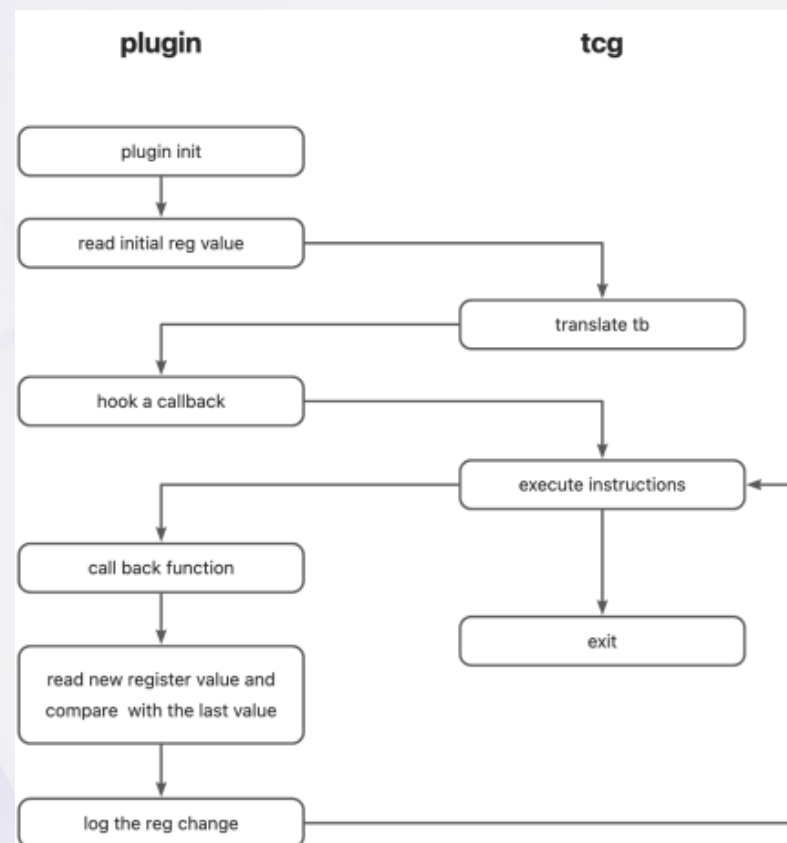 plugin
tcg
plugin init
read initial reg value
translate tb
hook a callback
execute instructions
call back function
exit
read new register value and
compare with the last value
log the reg change